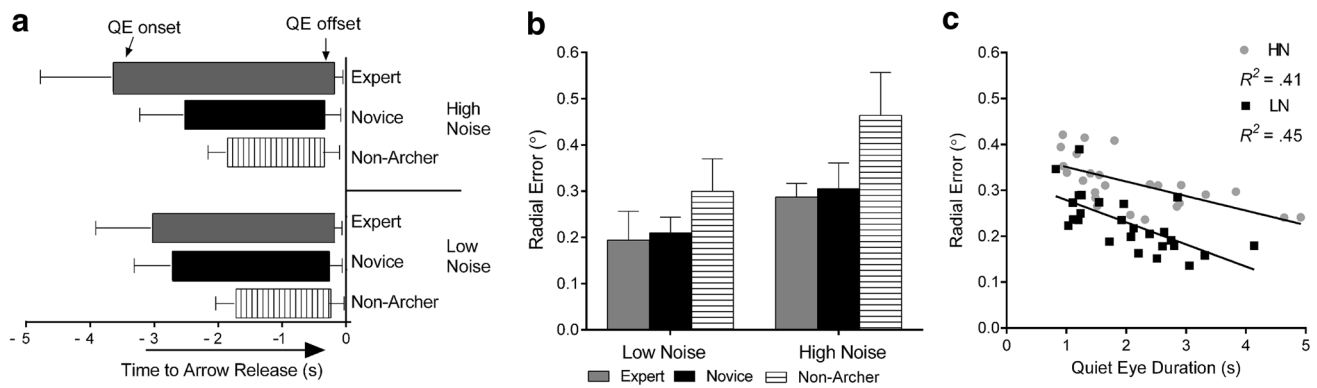 a
QE onset
QE offset
Expert
Novice
Non-Archer
High
Noise
Expert
Novice
Non-Archer
Low
Noise
- 5 - 4 - 3 - 2 - 1 0
Time to Arrow Release (s)
b
Radial Error (°)
0.6
0.5
0.4
0.3
0.2
0.1
0.0
Low Noise High Noise
Expert Novice Non-Archer
c
Radial Error (°)
0.6
0.5
0.4
0.3
0.2
0.1
0.0
HN
R² = .41
LN
R² = .45
0 1 2 3 4 5
Quiet Eye Duration (s)